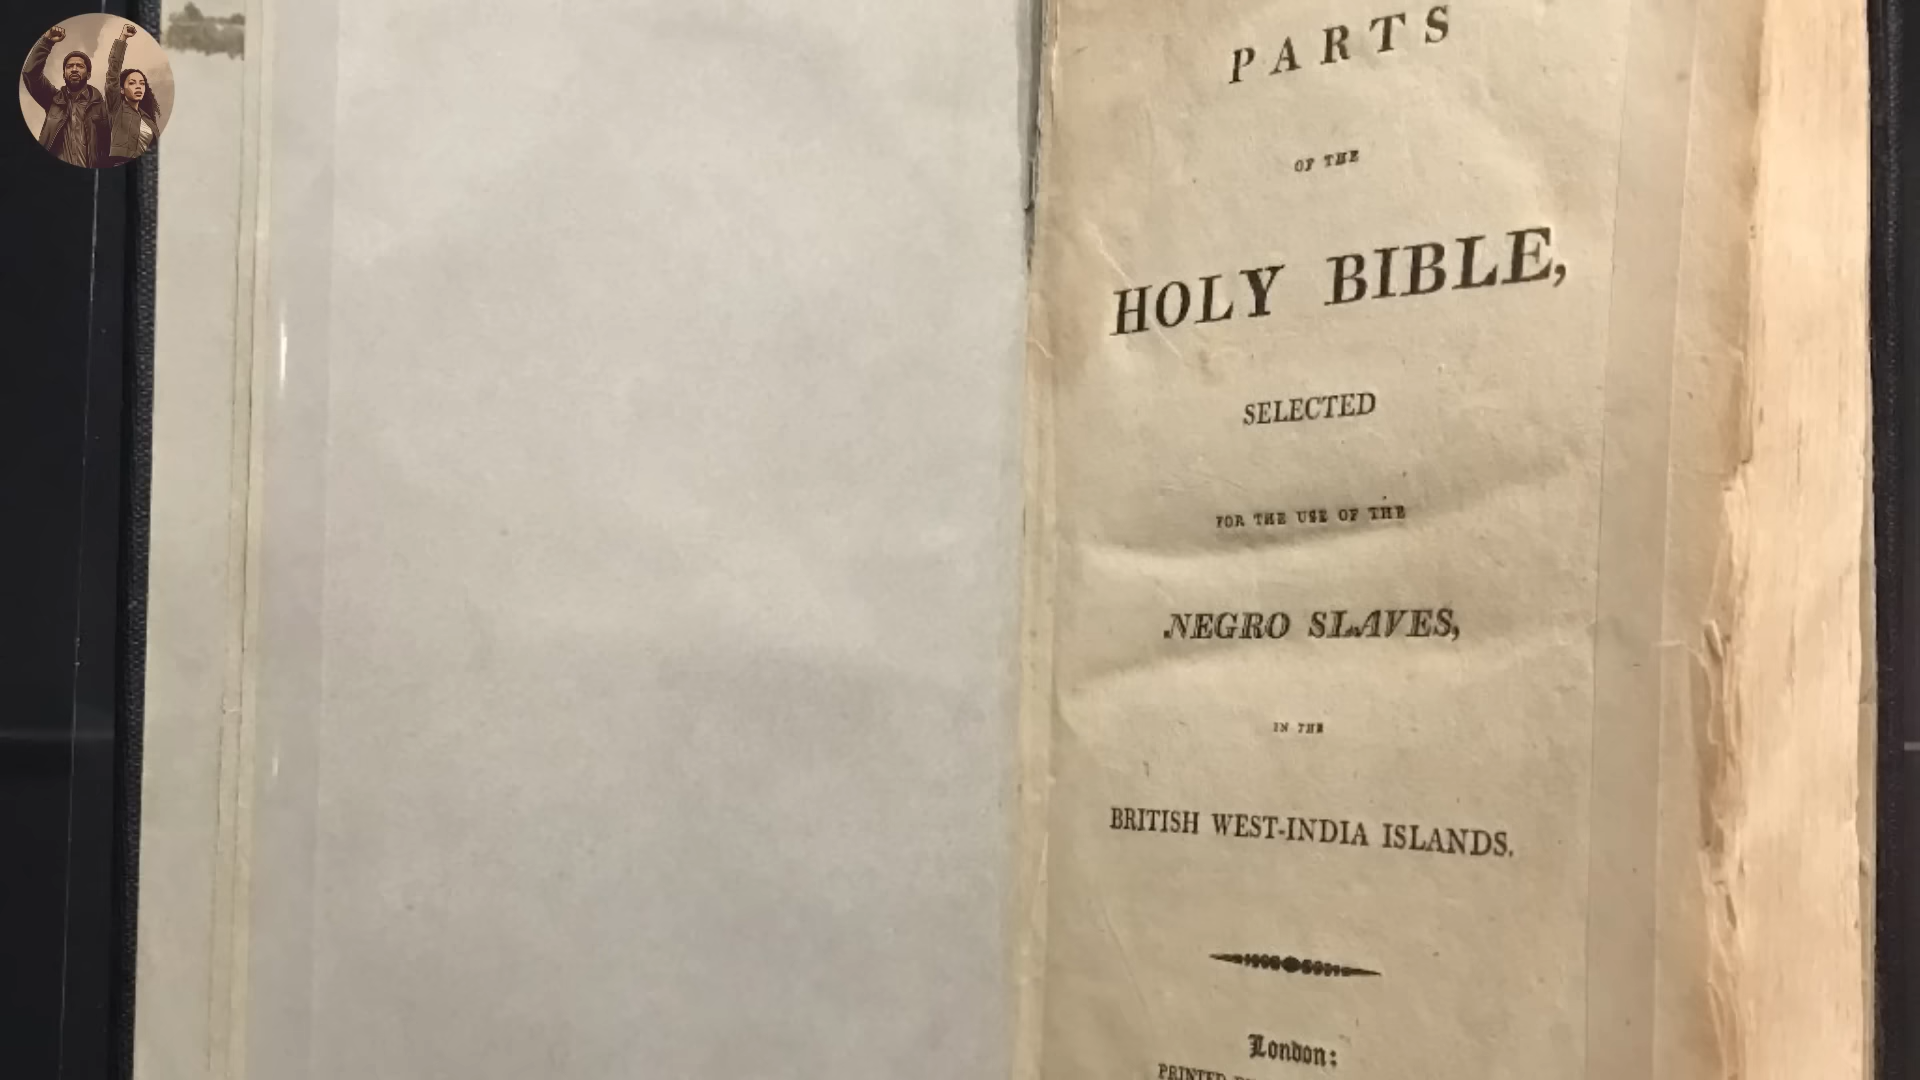 PARTS
OF THE
HOLY BIBLE,
SELECTED
FOR THE USE OF THE
NEGRO SLAVES,
IN THE
BRITISH WEST-INDIA ISLANDS.
London:
PRINTED